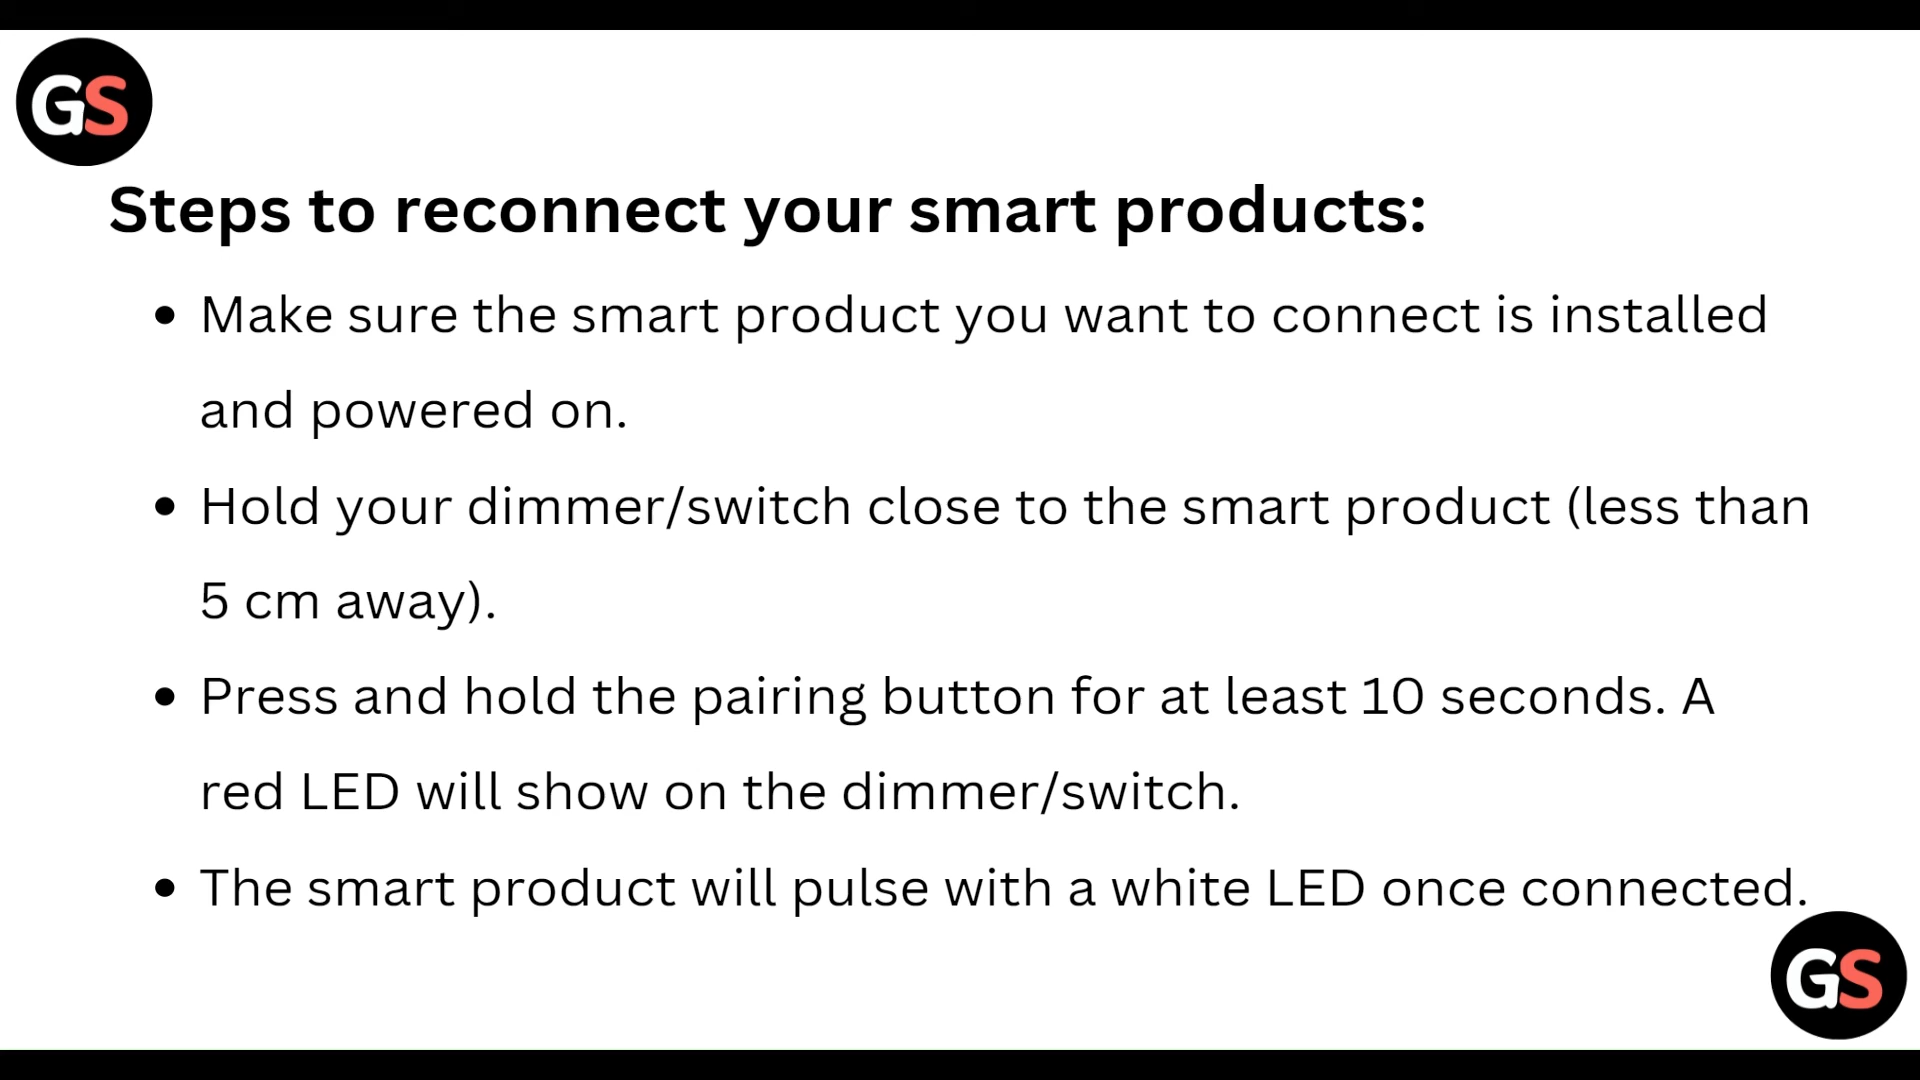 GS
Steps to reconnect your smart products:
• Make sure the smart product you want to connect is installed
and powered on.
• Hold your dimmer/switch close to the smart product (less than
5 cm away).
• Press and hold the pairing button for at least 10 seconds. A
red LED will show on the dimmer/switch.
• The smart product will pulse with a white LED once connected.
GS